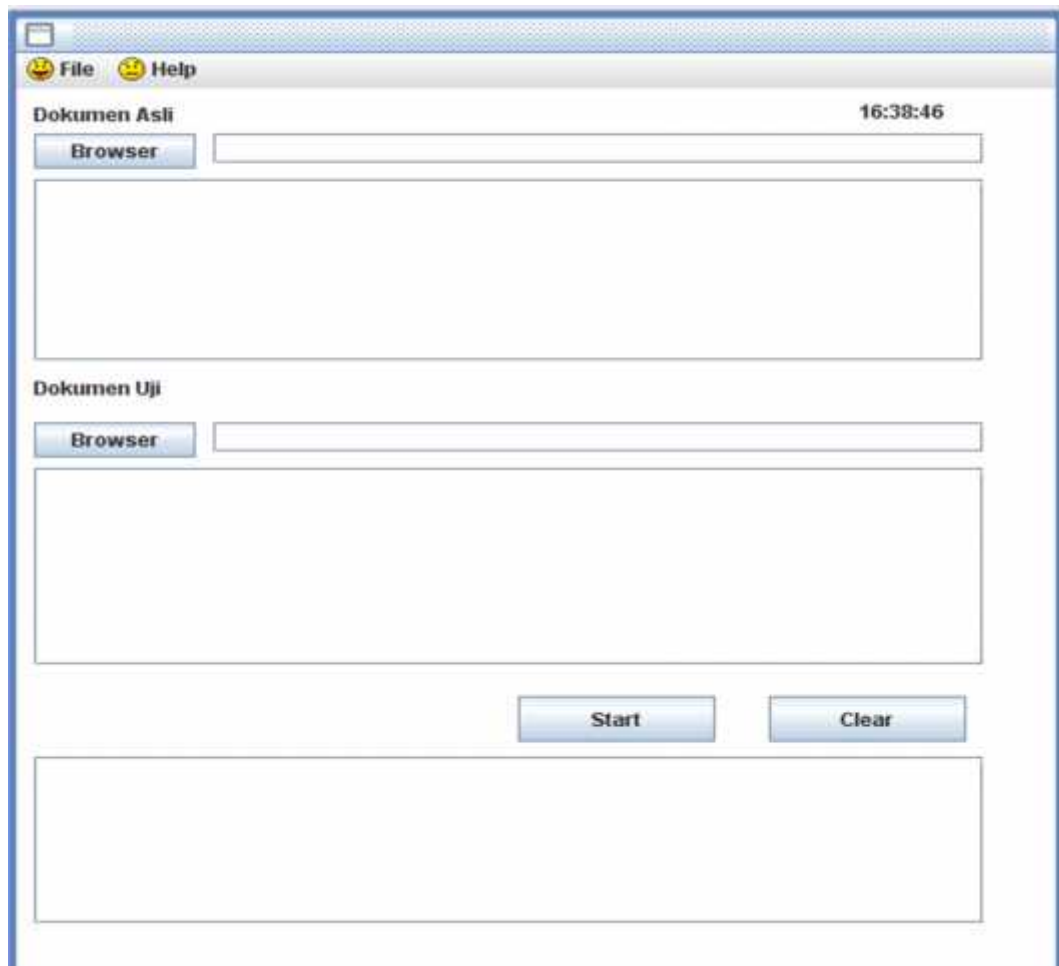 File Help
Dokumen Asli 16:38:46
Browser
Dokumen Uji
Browser
Start Clear